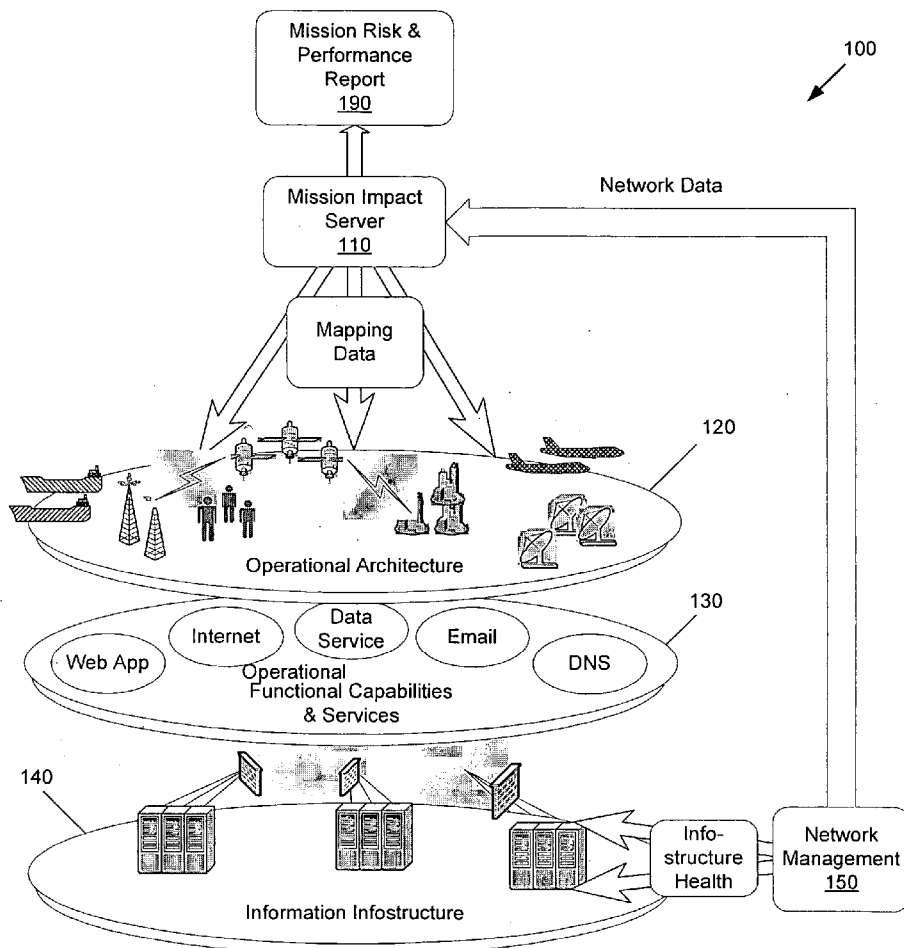 Mission Risk &
Performance
Report
190
100
Mission Impact
Server
110
Network Data
Mapping
Data
120
Operational Architecture
130
Web App
Internet
Data
Service
Email
DNS
Operational
Functional Capabilities
& Services
140
Info-
structure
Health
Network
Management
150
Information Infostructure